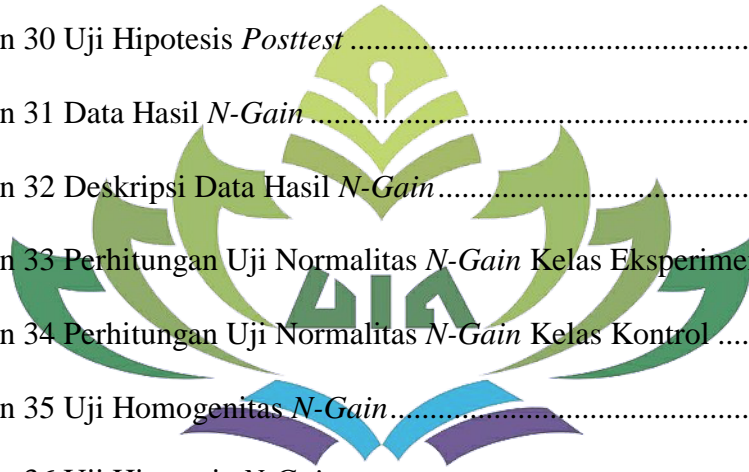 n 30 Uji Hipotesis Posttest ........................................................
n 31 Data Hasil N-Gain ............................................................
n 32 Deskripsi Data Hasil N-Gain ........................................
n 33 Perhitungan Uji Normalitas N-Gain Kelas Eksperime
n 34 Perhitungan Uji Normalitas N-Gain Kelas Kontrol ....
UIN
n 35 Uji Homogenitas N-Gain ................................................